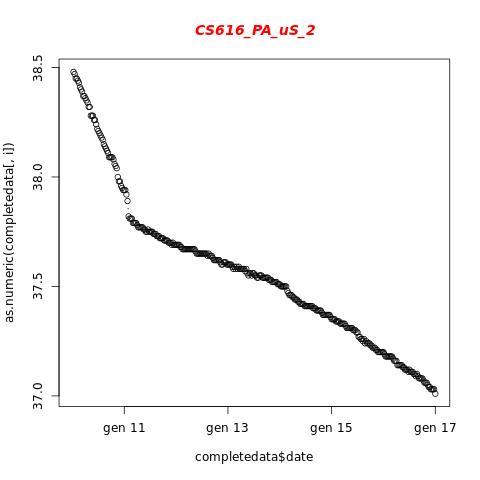 CS616_PA_uS_2
as.numeric(completedata[, i])
38.5
38.0
37.5
37.0
gen 11 gen 13 gen 15 gen 17
completedata$date